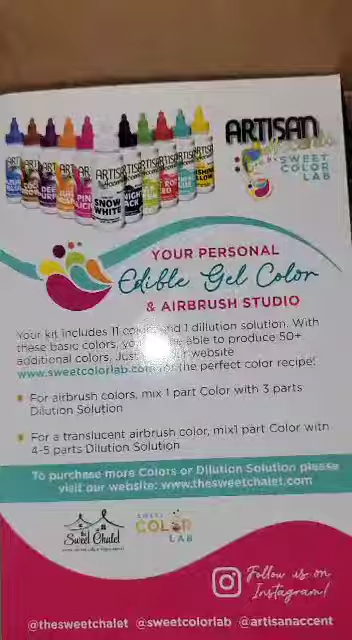 ARTISAN
SWEET
COLOR
LAB
SNOW
WHITE
YOUR PERSONAL
Edible Gel Color
& AIRBRUSH STUDIO
Your kit includes 11 colors and 1 dillution solution. With
these basic colors, you able to produce 50+
additional colors. Just website
www.sweetcolorlab.com for the perfect color recipe!
For airbrush colors, mix 1 part Color with 3 parts
Dilution Solution
For a translucent airbrush color, mix1 part Color with
4-5 parts Dilution Solution
To purchase more Colors or Dilution Solution please
visit our website: www.thesweetchalet.com
The
Sweet Chalet
SWEET
COLOR
LAB
Follow us on
Instagram!
@thesweetchalet @sweetcolorlab @artisanaccent